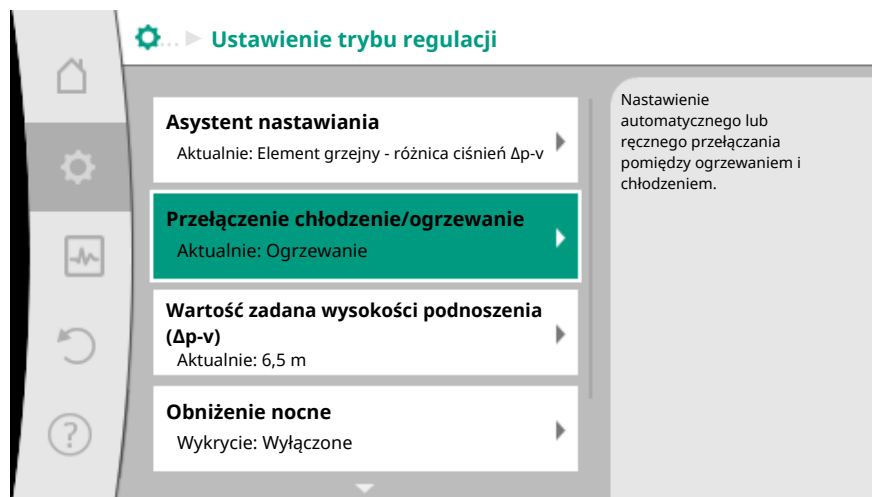 ... Ustawienie trybu regulacji
Asystent nastawiania
Aktualnie: Element grzejny - różnica ciśnień Δp-v
Przełączenie chłodzenie/ogrzewanie
Aktualnie: Ogrzewanie
Wartość zadana wysokości podnoszenia
(Δp-v)
Aktualnie: 6,5 m
Obniżenie nocne
Wykrycie: Wyłączone
Nastawienie
automatycznego lub
ręcznego przełączania
pomiędzy ogrzewaniem i
chłodzeniem.
?